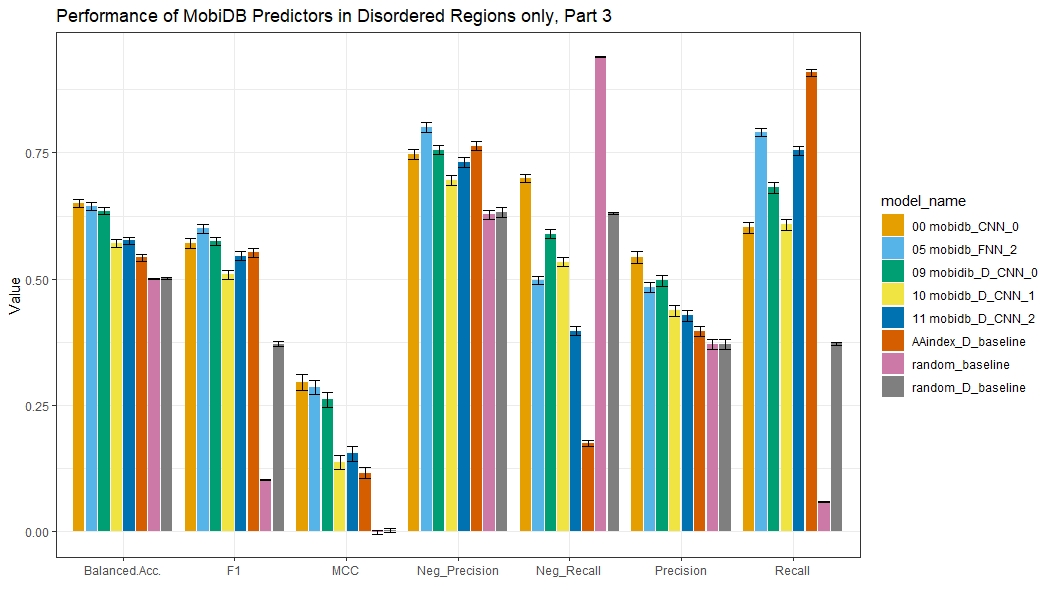 Performance of MobiDB Predictors in Disordered Regions only, Part 3
Value
0.75
0.50
0.25
0.00
Balanced.Acc.
F1
MCC
Neg_Precision
Neg_Recall
Precision
Recall
model_name
00 mobidb_CNN_0
05 mobidb_FNN_2
09 mobidib_D_CNN_0
10 mobidb_D_CNN_1
11 mobidb_D_CNN_2
AAindex_D_baseline
random_baseline
random_D_baseline